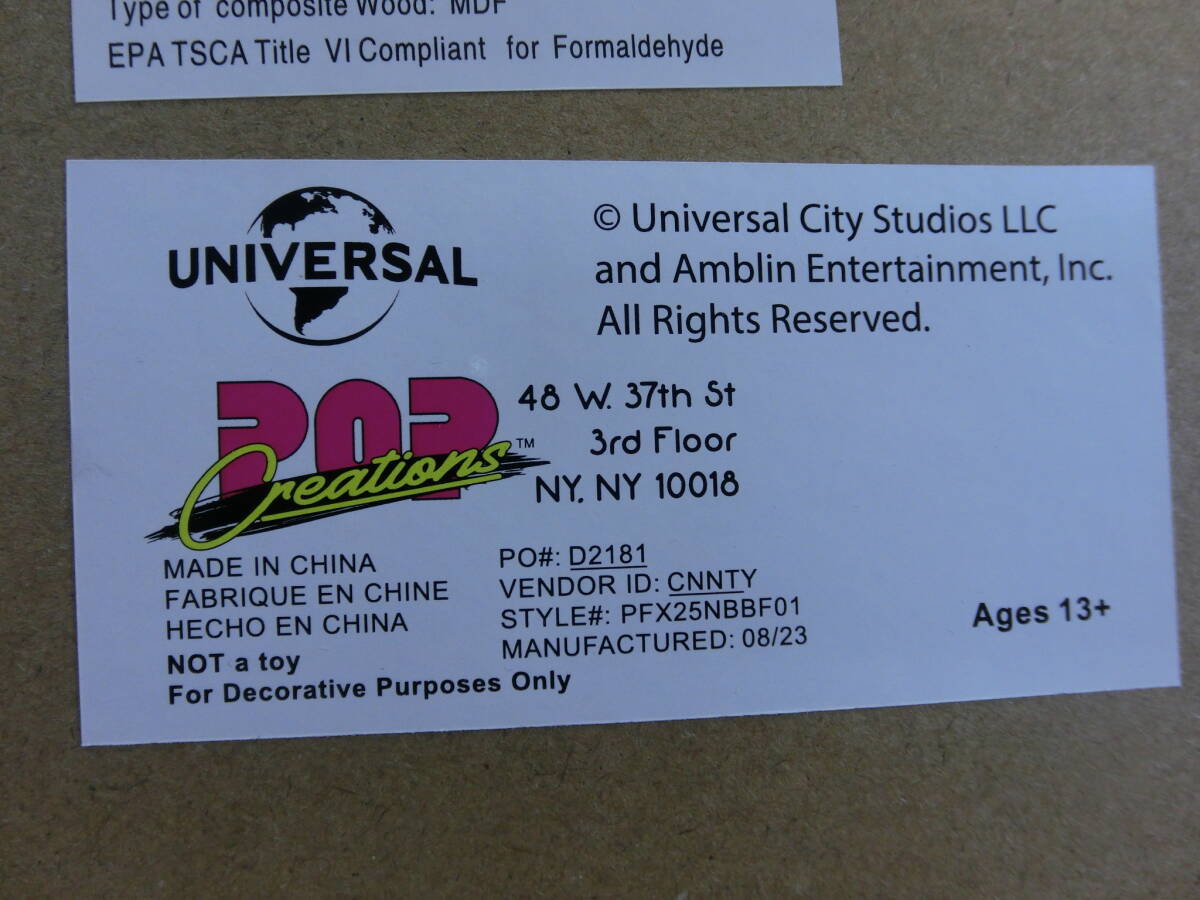 Type of composite Wood: MDF
EPA TSCA Title VI Compliant for Formaldehyde
UNIVERSAL
© Universal City Studios LLC
and Amblin Entertainment, Inc.
All Rights Reserved.
POP
Creations™
48 W. 37th St
3rd Floor
NY, NY 10018
MADE IN CHINA
FABRIQUE EN CHINE
HECHO EN CHINA
NOT a toy
For Decorative Purposes Only
PO#: D2181
VENDOR ID: CNNTY
STYLE#: PFX25NBBF01
MANUFACTURED: 08/23
Ages 13+